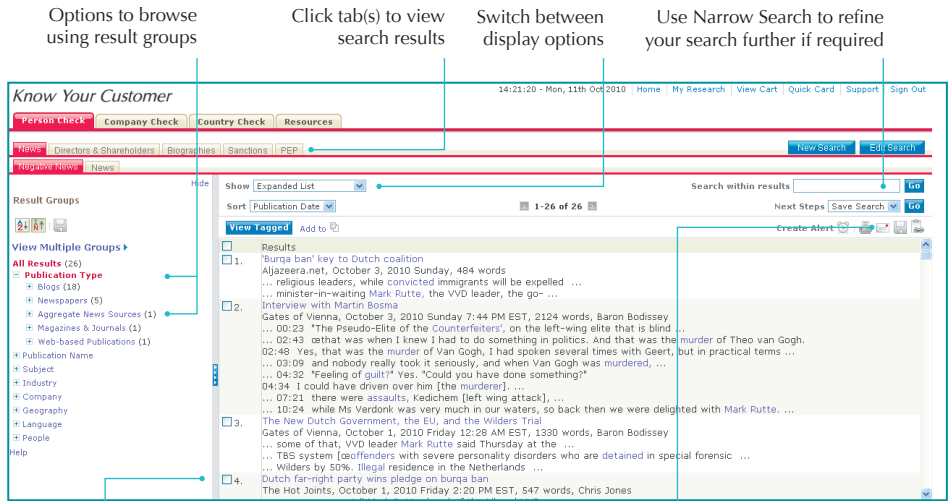 Options to browse
using result groups
Click tab(s) to view
search results
Switch between
display options
Use Narrow Search to refine
your search further if required
Know Your Customer
14:21:20 - Mon, 11th Oct 2010 | Home | My Research | View Cart | Quick Card | Support | Sign Out
Person Check Company Check Country Check Resources
News Directors & Shareholders Biographies Sanctions PEP
New Search Edit Search
Negative News News
Hide
Show Expanded List
Search within results Go
Result Groups
Sort Publication Date
1-26 of 26
Next Steps Save Search Go
View Tagged Add to
Create Alert
View Multiple Groups
All Results (26)
Publication Type
Blogs (18)
Newspapers (5)
Aggregate News Sources (1)
Magazines & Journals (1)
Web-based Publications (1)
Publication Name
Subject
Industry
Company
Geography
Language
People
Help
Results
1. 'Burqa ban' key to Dutch coalition
Aljazeera.net, October 3, 2010 Sunday, 484 words
... religious leaders, while convicted immigrants will be expelled ...
... minister-in-waiting Mark Rutte, the VVD leader, the go- ...
2. Interview with Martin Bosma
Gates of Vienna, October 3, 2010 Sunday 7:44 PM EST, 2124 words, Baron Bodissey
... 00:23 "The Pseudo-Elite of the Counterfeiters', on the left-wing elite that is blind ...
... 02:43 œthat was when I knew I had to do something in politics. And that was the murder of Theo van Gogh.
02:48 Yes, that was the murder of Van Gogh, I had spoken several times with Geert, but in practical terms ...
... 03:09 and nobody really took it seriously, and when Van Gogh was murdered, ...
... 04:32 "Feeling of guilt?" Yes. "Could you have done something?"
04:34 I could have driven over him [the murderer]. ...
... 07:21 there were assaults, Kedichem [left wing attack], ...
... 10:24 while Ms Verdonk was very much in our waters, so back then we were delighted with Mark Rutte. ...
3. The New Dutch Government, the EU, and the Wilders Trial
Gates of Vienna, October 1, 2010 Friday 12:28 AM EST, 1330 words, Baron Bodissey
... some of that, VVD leader Mark Rutte said Thursday at the ...
... TBS system [œoffenders with severe personality disorders who are detained in special forensic ...
... Wilders by 50%. Illegal residence in the Netherlands ...
4. Dutch far-right party wins pledge on burqa ban
The Hot Joints, October 1, 2010 Friday 2:20 PM EST, 547 words, Chris Jones